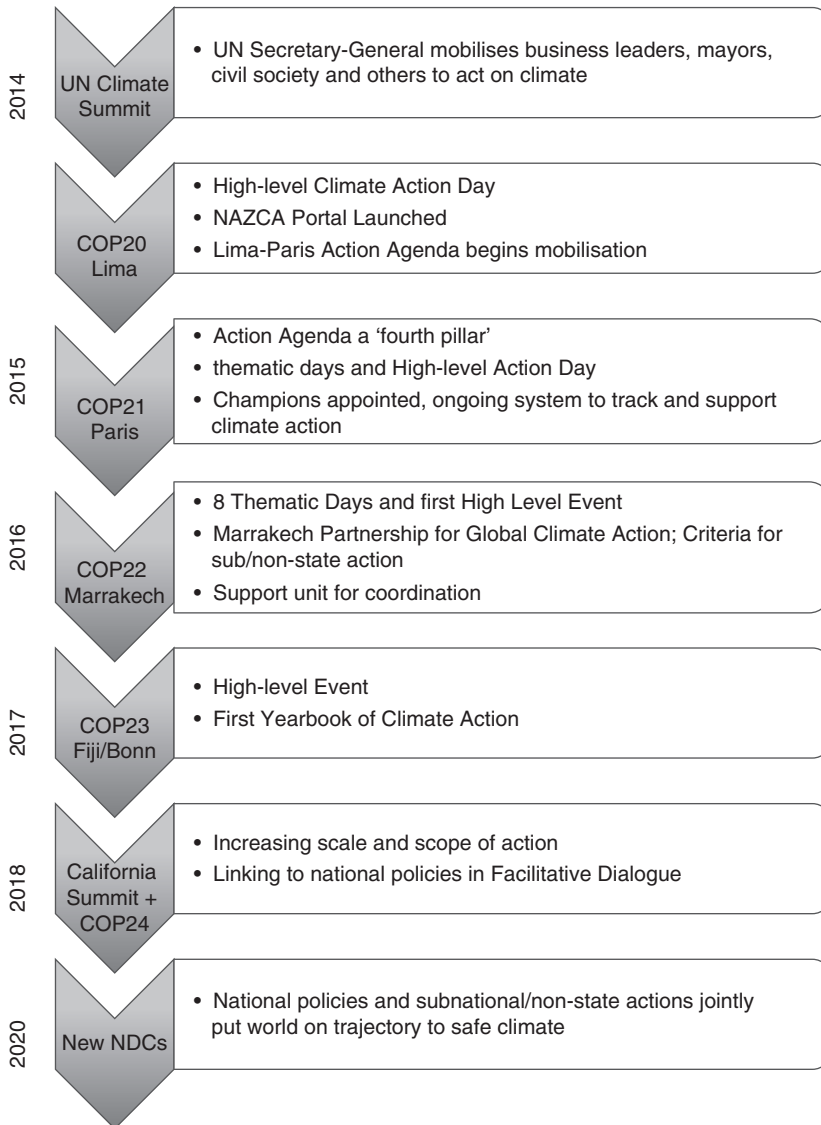 2014
UN Climate
Summit
• UN Secretary-General mobilises business leaders, mayors,
civil society and others to act on climate
COP20
Lima
• High-level Climate Action Day
• NAZCA Portal Launched
• Lima-Paris Action Agenda begins mobilisation
2015
COP21
Paris
• Action Agenda a ‘fourth pillar’
• thematic days and High-level Action Day
• Champions appointed, ongoing system to track and support
climate action
2016
COP22
Marrakech
• 8 Thematic Days and first High Level Event
• Marrakech Partnership for Global Climate Action; Criteria for
sub/non-state action
• Support unit for coordination
2017
COP23
Fiji/Bonn
• High-level Event
• First Yearbook of Climate Action
2018
California
Summit +
COP24
• Increasing scale and scope of action
• Linking to national policies in Facilitative Dialogue
2020
New NDCs
• National policies and subnational/non-state actions jointly
put world on trajectory to safe climate